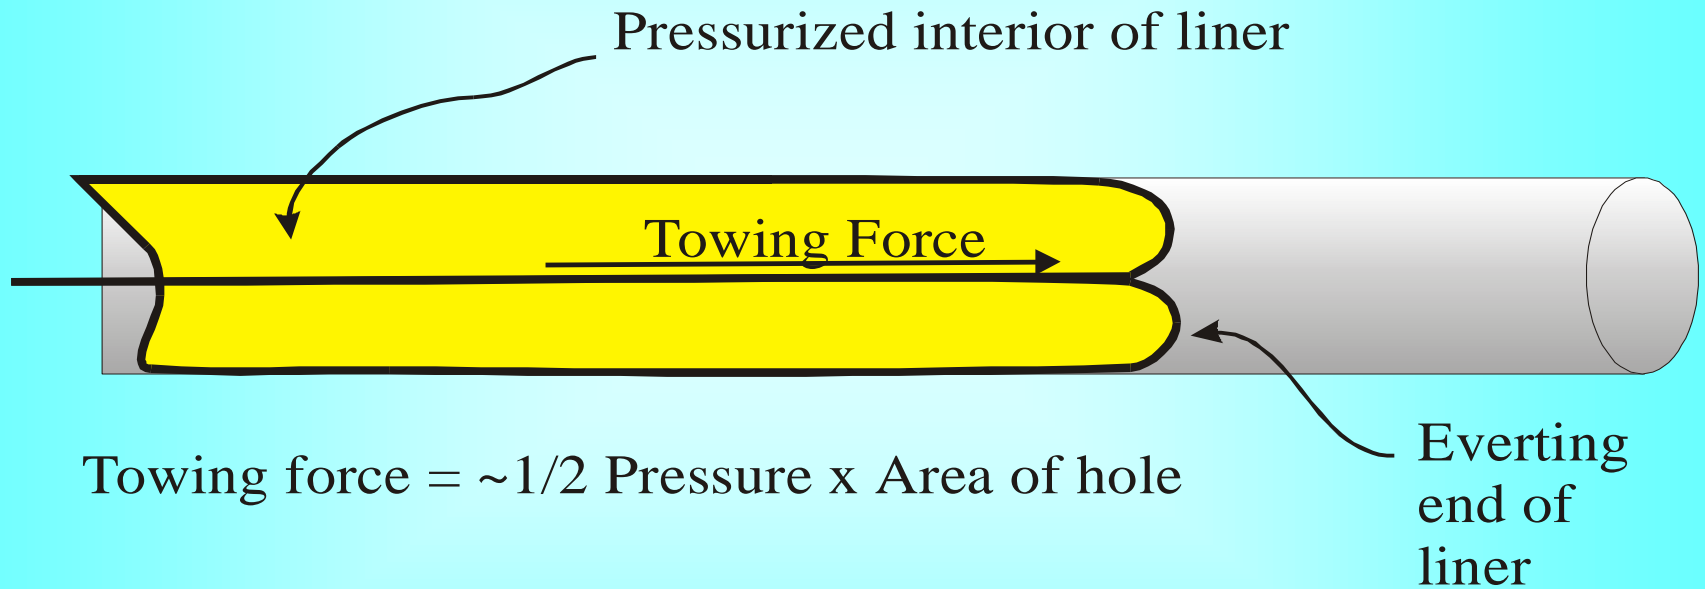 Pressurized interior of liner
Towing Force
Towing force = ~1/2 Pressure x Area of hole
Everting
end of
liner